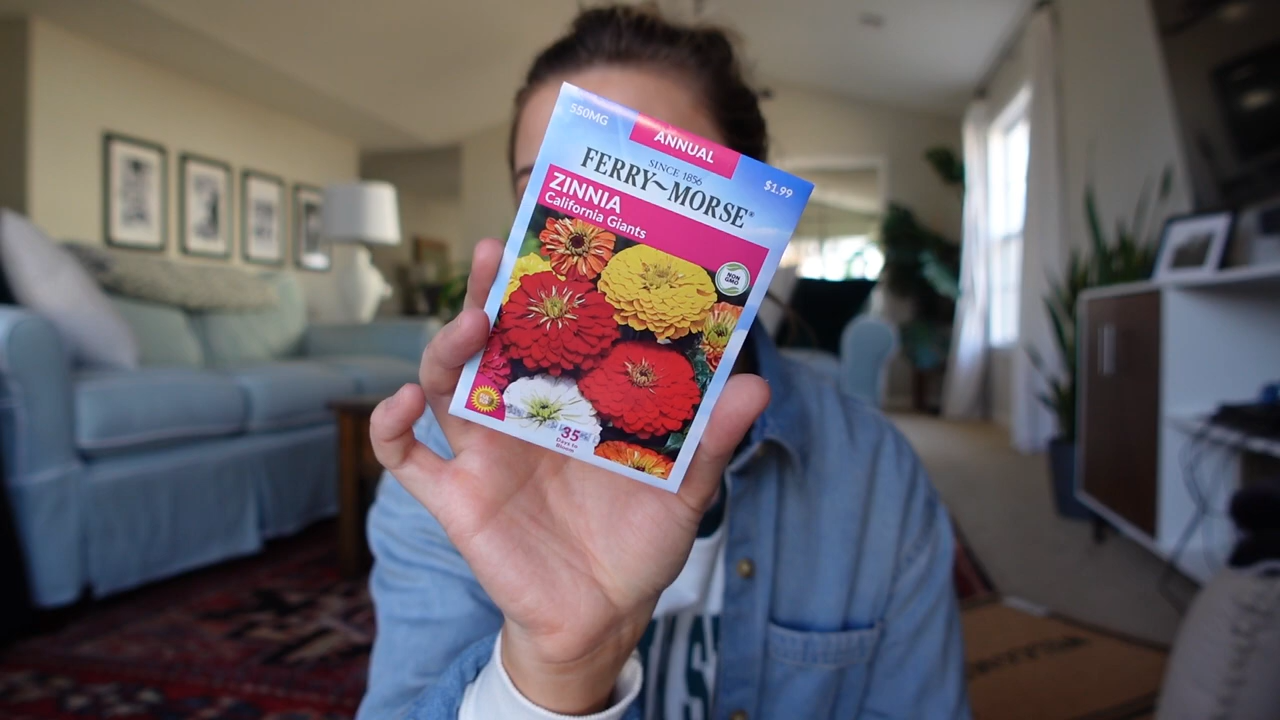 550MG
ANNUAL
$1.99
SINCE 1856
FERRY~MORSE®
ZINNIA
California Giants
NON
GMO
35
Days to
Bloom